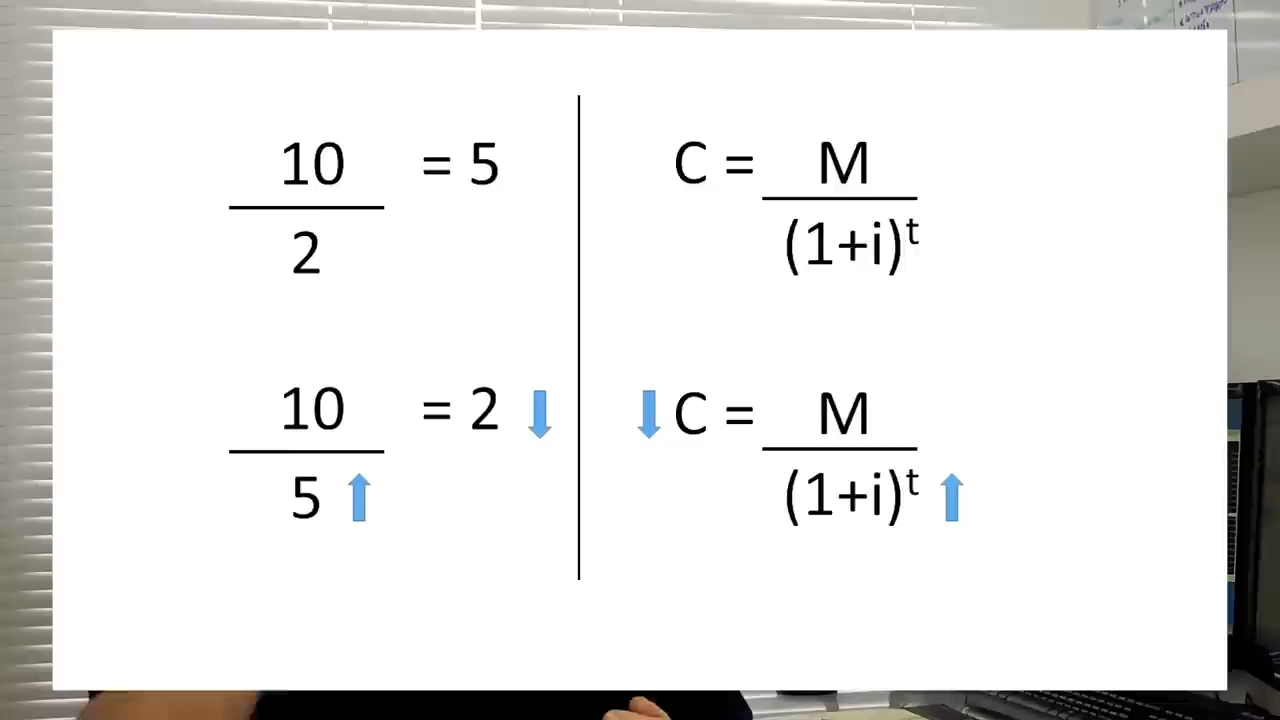 10 = 5
2
10 = 2
5
C = M
(1+i)^t
C = M
(1+i)^t